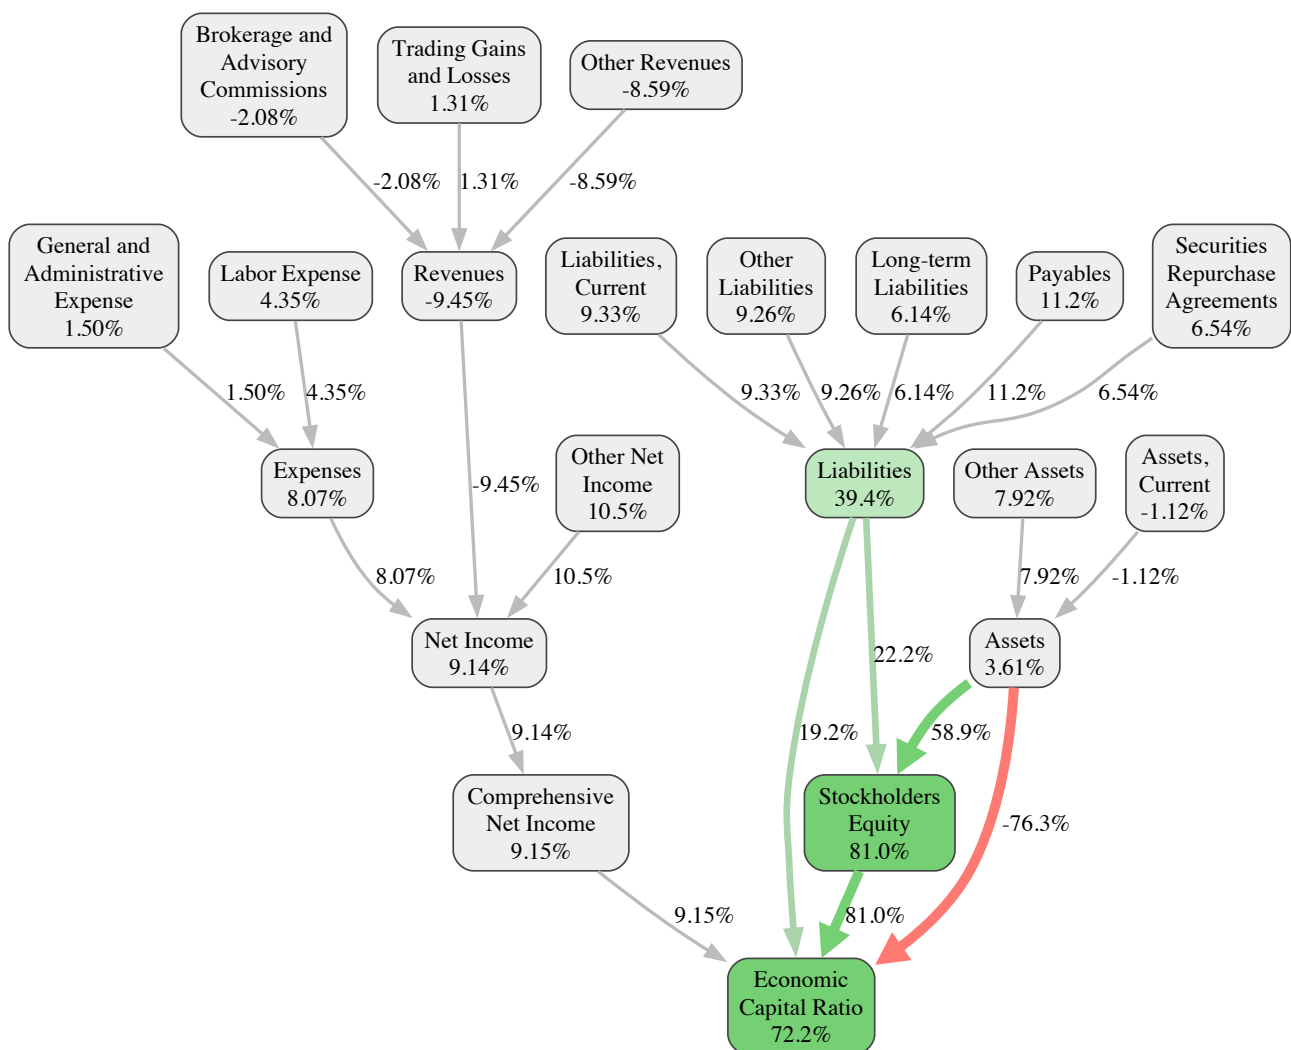 Brokerage and
Advisory
Commissions
-2.08%
Trading Gains
and Losses
1.31%
Other Revenues
-8.59%
-2.08%
1.31%
-8.59%
General and
Administrative
Expense
1.50%
Labor Expense
4.35%
Revenues
-9.45%
Liabilities,
Current
9.33%
Other
Liabilities
9.26%
Long-term
Liabilities
6.14%
Payables
11.2%
Securities
Repurchase
Agreements
6.54%
1.50%
4.35%
9.33%
9.26%
6.14%
11.2%
6.54%
Expenses
8.07%
-9.45%
Other Net
Income
10.5%
Liabilities
39.4%
Other Assets
7.92%
Assets,
Current
-1.12%
8.07%
10.5%
7.92%
-1.12%
Net Income
9.14%
22.2%
Assets
3.61%
9.14%
19.2%
58.9%
Comprehensive
Net Income
9.15%
Stockholders
Equity
81.0%
-76.3%
9.15%
81.0%
Economic
Capital Ratio
72.2%